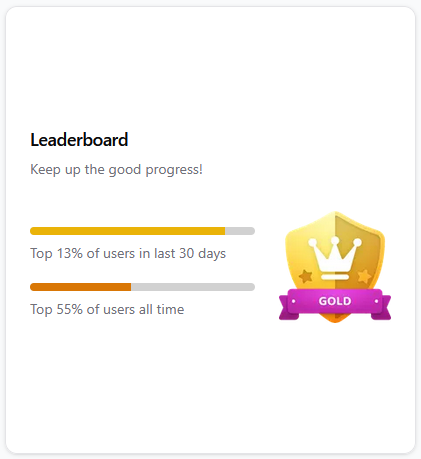 Leaderboard
Keep up the good progress!
Top 13% of users in last 30 days
Top 55% of users all time
GOLD